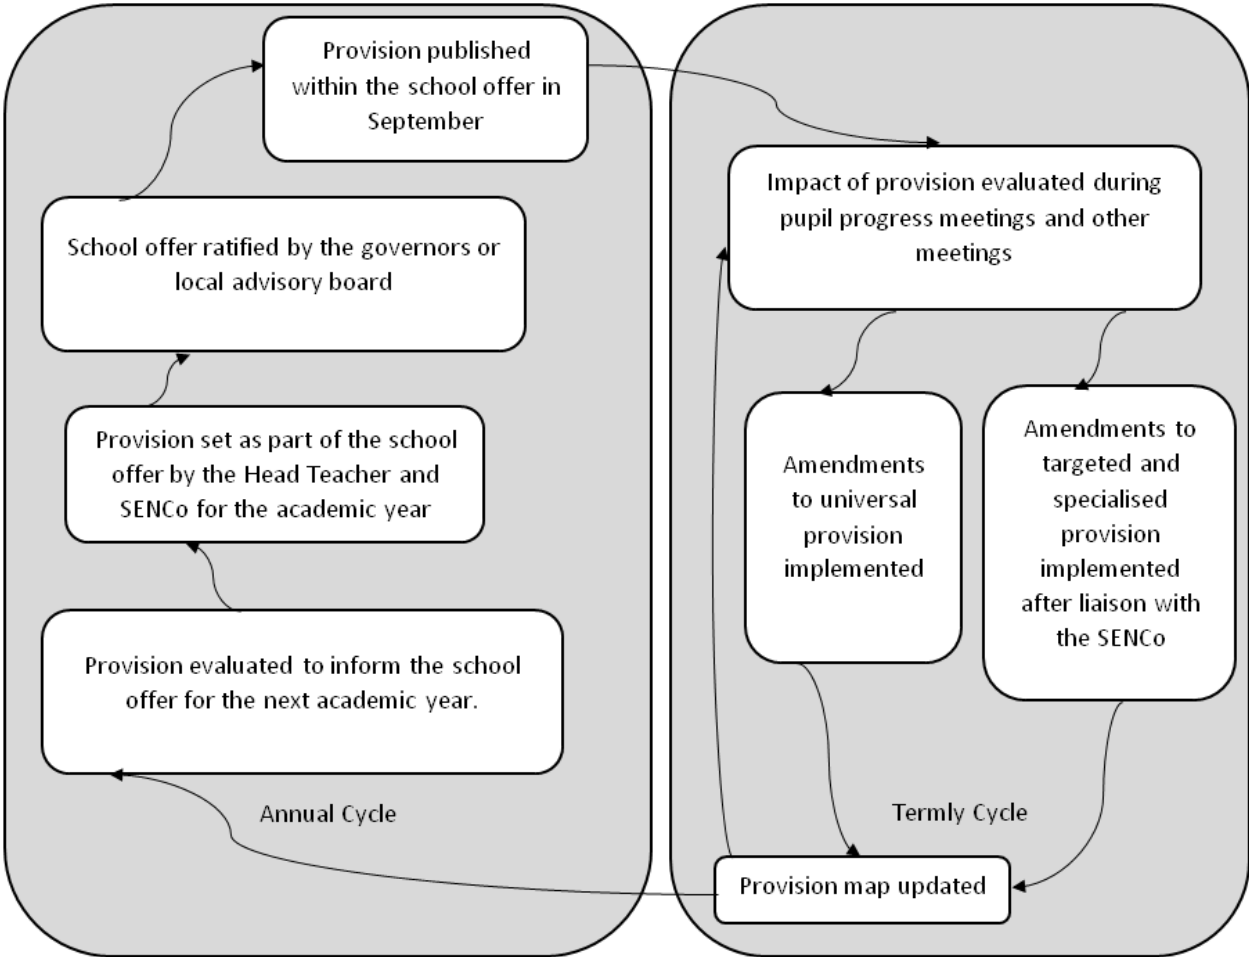 Provision published
within the school offer in
September
School offer ratified by the governors or
local advisory board
Provision set as part of the school
offer by the Head Teacher and
SENCo for the academic year
Provision evaluated to inform the school
offer for the next academic year.
Annual Cycle
Impact of provision evaluated during
pupil progress meetings and other
meetings
Amendments
to universal
provision
implemented
Amendments to
targeted and
specialised
provision
implemented
after liaison with
the SENCo
Termly Cycle
Provision map updated